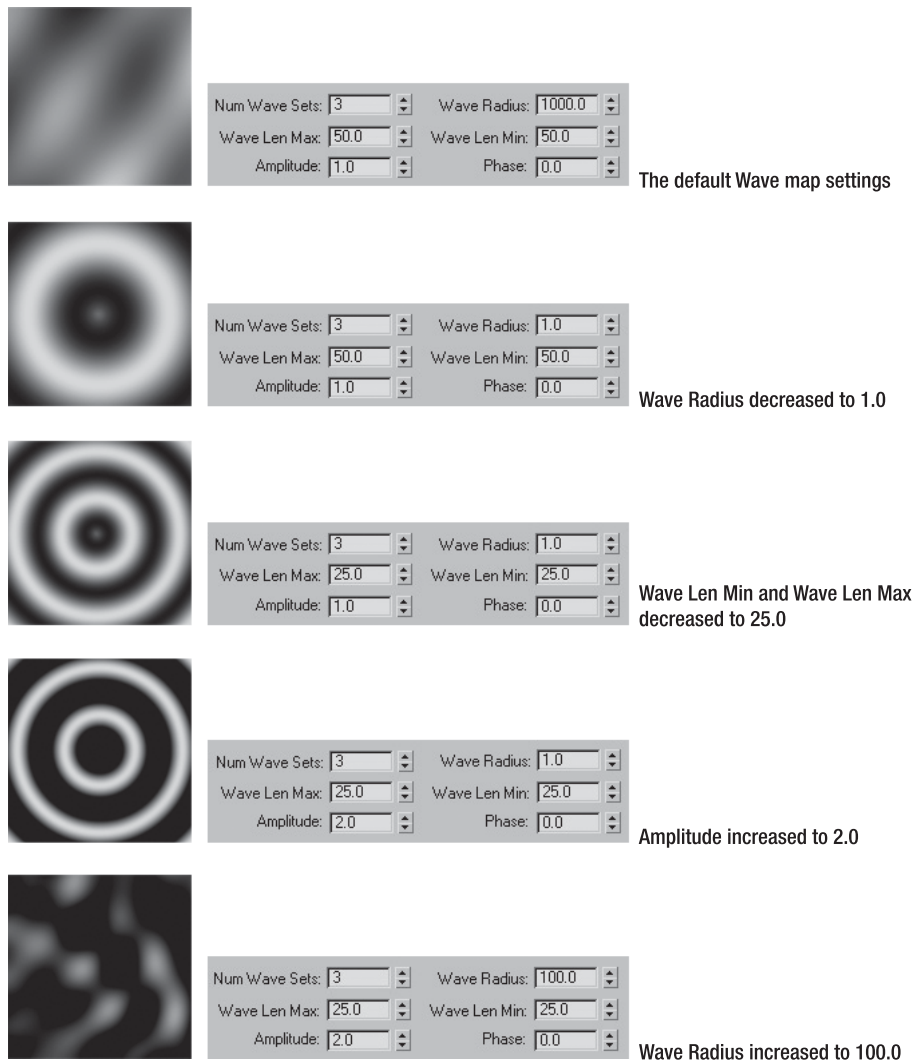 Num Wave Sets: 3 Wave Radius: 1000.0
Wave Len Max: 50.0 Wave Len Min: 50.0
Amplitude: 1.0 Phase: 0.0
The default Wave map settings
Num Wave Sets: 3 Wave Radius: 1.0
Wave Len Max: 50.0 Wave Len Min: 50.0
Amplitude: 1.0 Phase: 0.0
Wave Radius decreased to 1.0
Num Wave Sets: 3 Wave Radius: 1.0
Wave Len Max: 25.0 Wave Len Min: 25.0
Amplitude: 1.0 Phase: 0.0
Wave Len Min and Wave Len Max
decreased to 25.0
Num Wave Sets: 3 Wave Radius: 1.0
Wave Len Max: 25.0 Wave Len Min: 25.0
Amplitude: 2.0 Phase: 0.0
Amplitude increased to 2.0
Num Wave Sets: 3 Wave Radius: 100.0
Wave Len Max: 25.0 Wave Len Min: 25.0
Amplitude: 2.0 Phase: 0.0
Wave Radius increased to 100.0